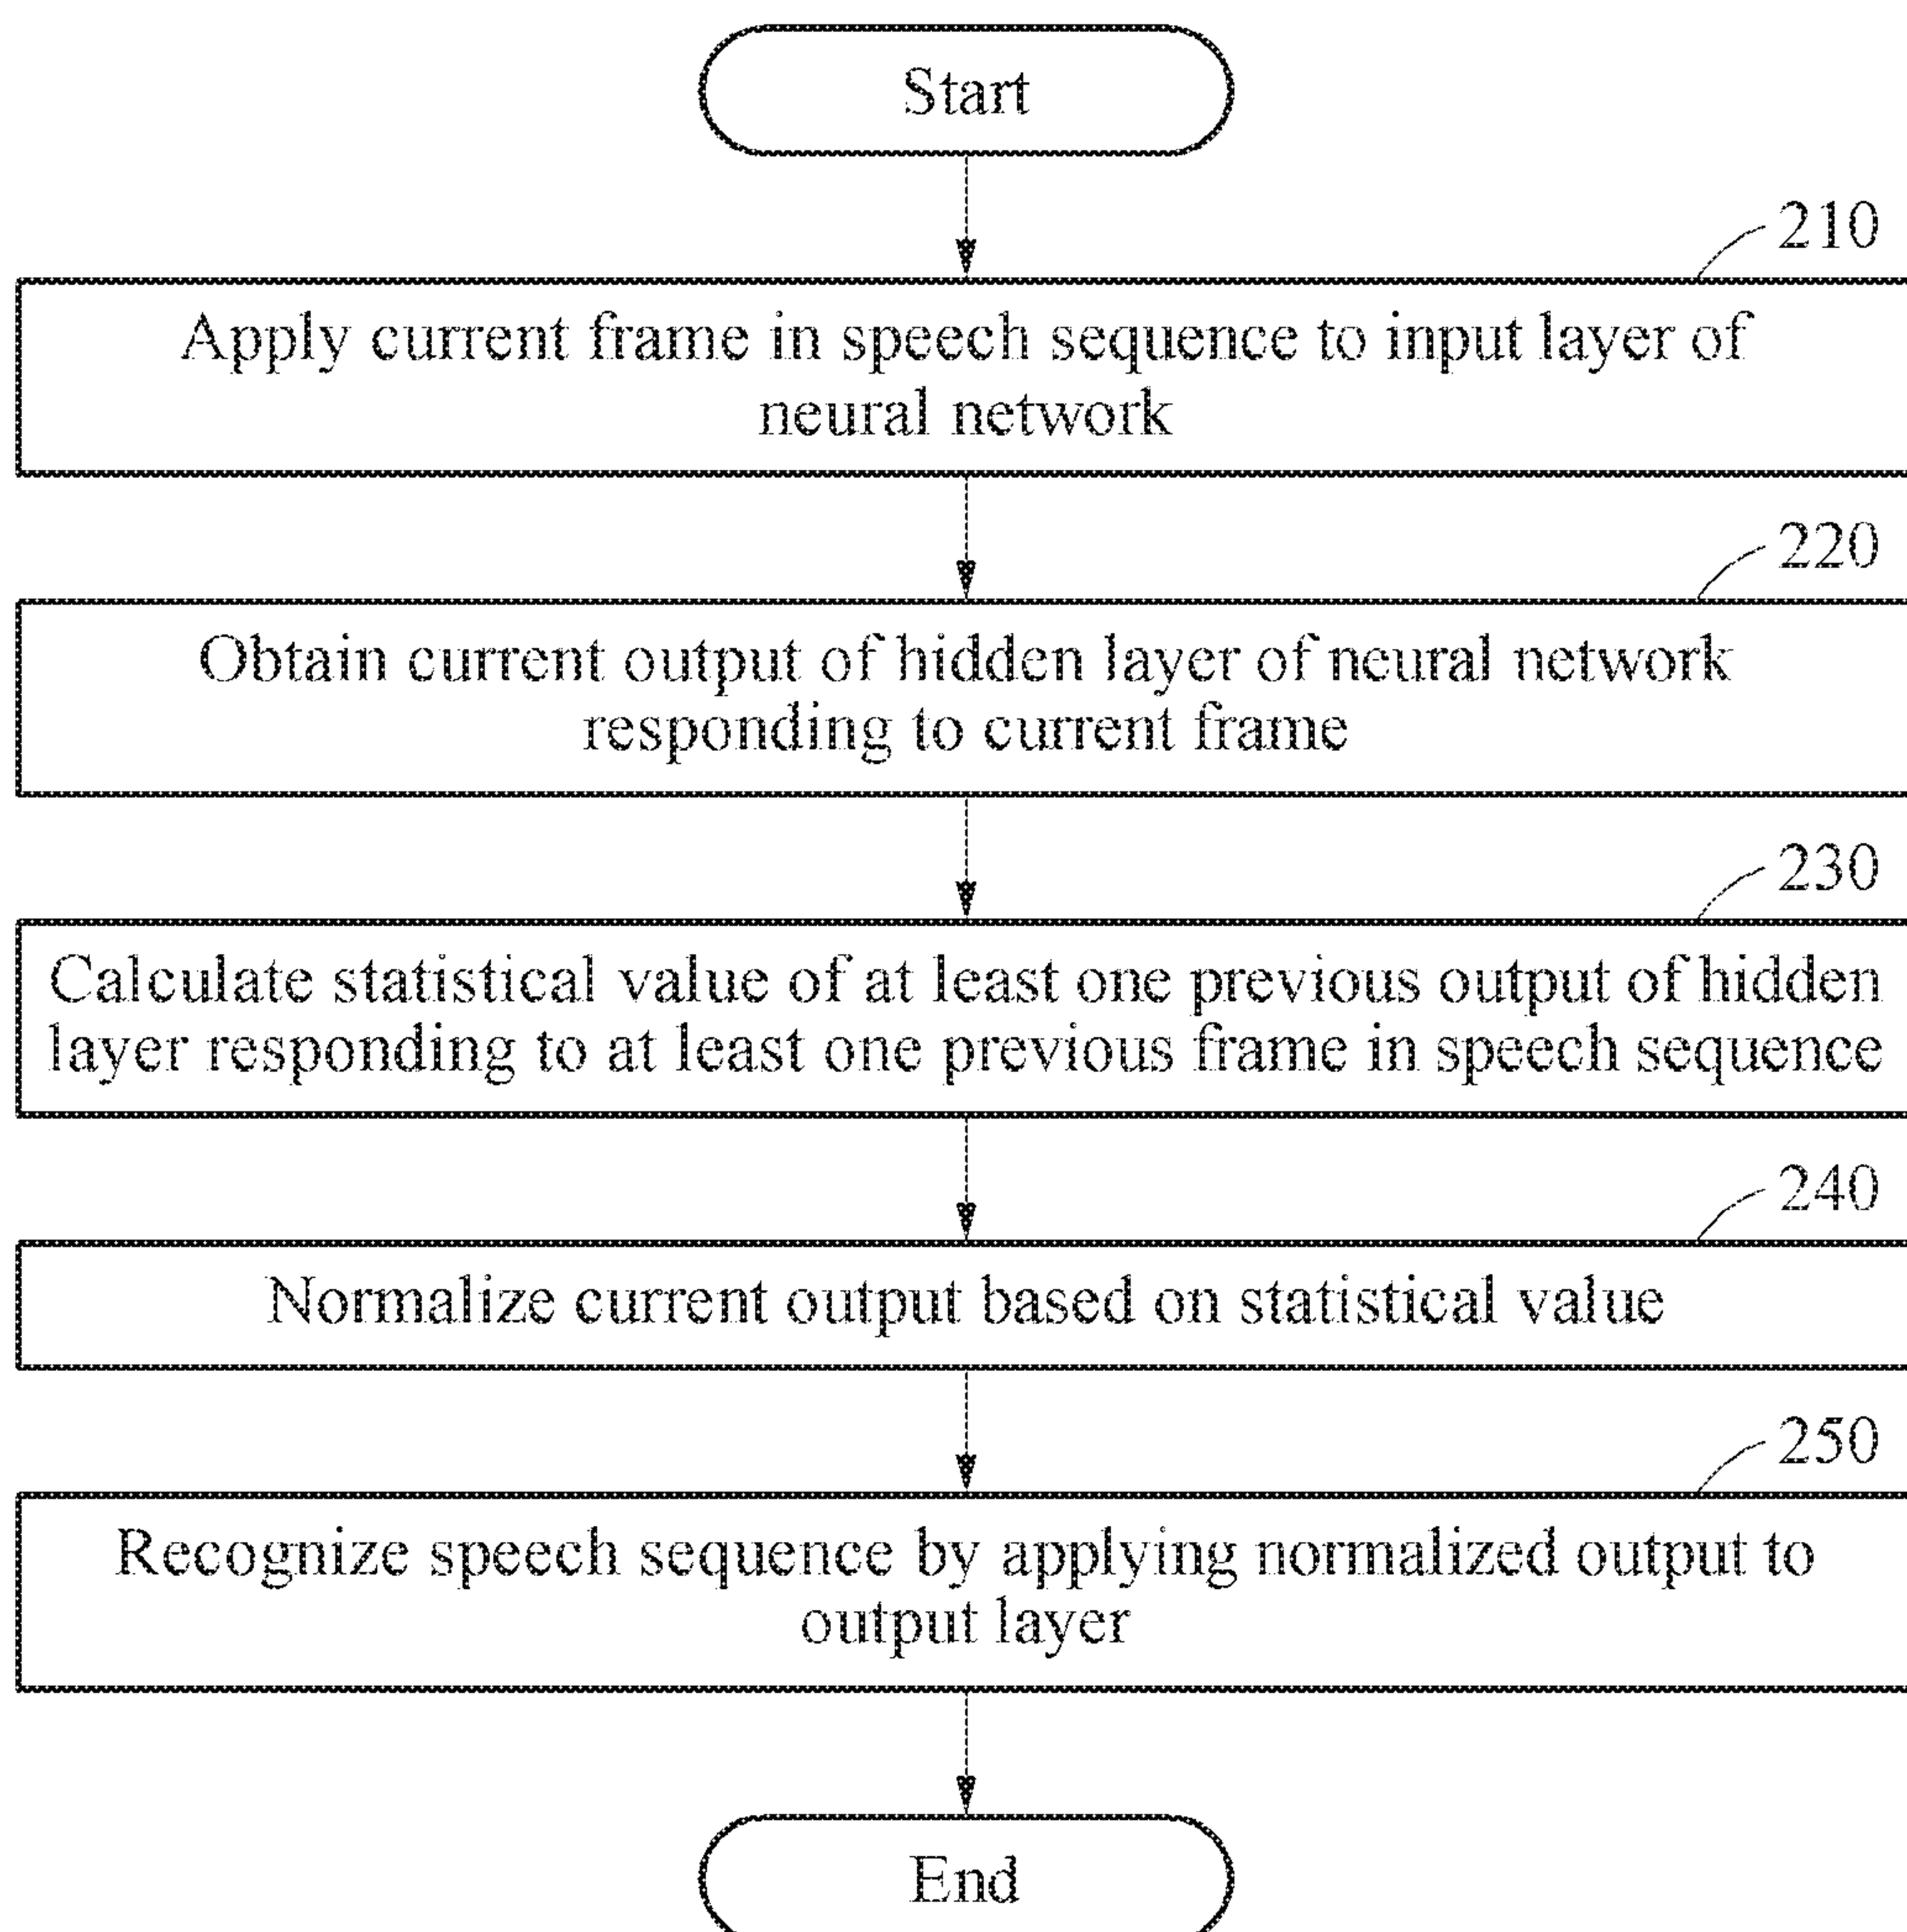 Start
210
Apply current frame in speech sequence to input layer of
neural network
220
Obtain current output of hidden layer of neural network
responding to current frame
230
Calculate statistical value of at least one previous output of hidden
layer responding to at least one previous frame in speech sequence
240
Normalize current output based on statistical value
250
Recognize speech sequence by applying normalized output to
output layer
End